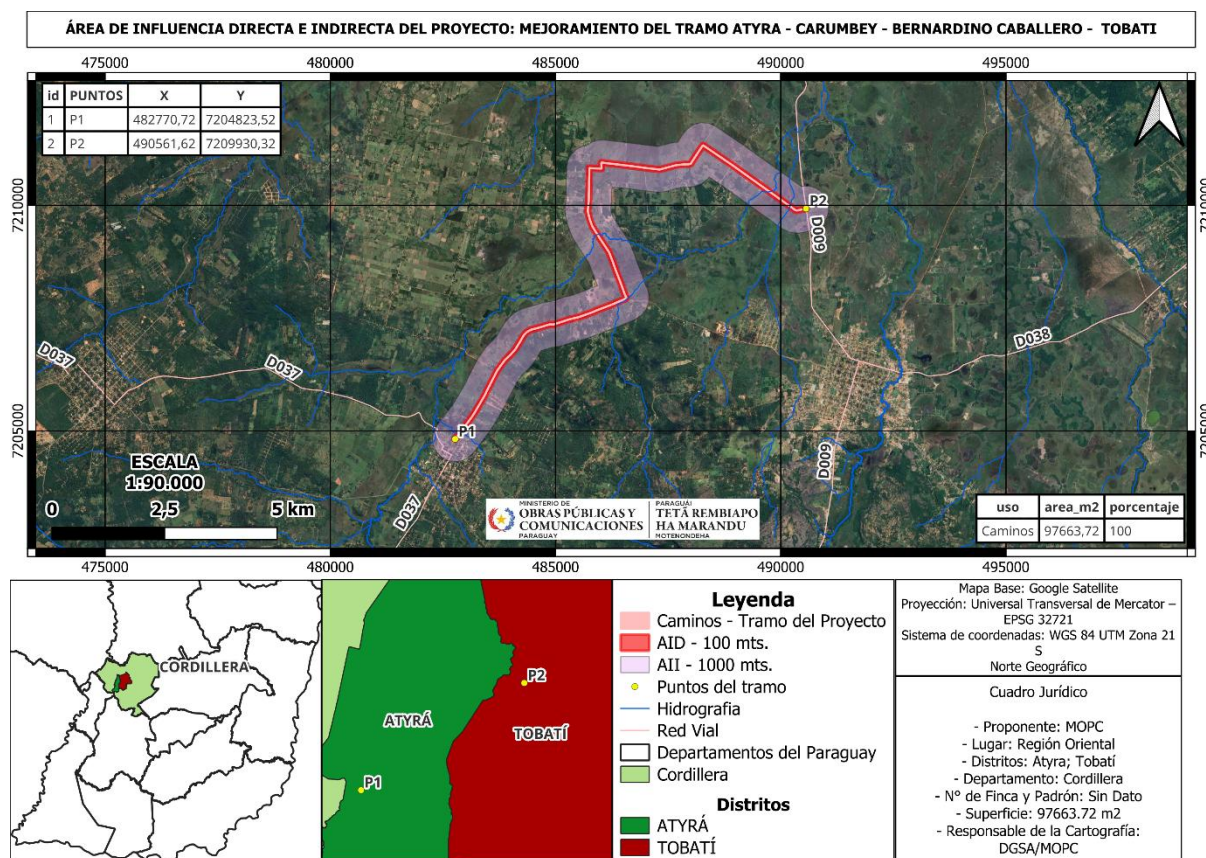 ÁREA DE INFLUENCIA DIRECTA E INDIRECTA DEL PROYECTO: MEJORAMIENTO DEL TRAMO ATYRA - CARUMBEY - BERNARDINO CABALLERO - TOBATI
475000 480000 485000 490000 495000
id PUNTOS X Y
1 P1 482770,72 7204823,52
2 P2 490561,62 7209930,32
7210000
7210000
P2
D009
D038
D037
D037
7205000
7205000
P1
D009
D037
ESCALA
1:90.000
0 2,5 5 km
MINISTERIO DE
OBRAS PÚBLICAS Y
COMUNICACIONES
PARAGUAY
PARAGUÁI
TETÃ REMBIAPO
HA MARANDU
MOTENONDEHA
uso area_m2 porcentaje
Caminos 97663,72 100
475000 480000 485000 490000 495000
CORDILLERA
P2
ATYRÁ
TOBATÍ
P1
Leyenda
Caminos - Tramo del Proyecto
AID - 100 mts.
AII - 1000 mts.
Puntos del tramo
Hidrografia
Red Vial
Departamentos del Paraguay
Cordillera
Distritos
ATYRÁ
TOBATÍ
Mapa Base: Google Satellite
Proyección: Universal Transversal de Mercator –
EPSG 32721
Sistema de coordenadas: WGS 84 UTM Zona 21
S
Norte Geográfico
Cuadro Jurídico
- Proponente: MOPC
- Lugar: Región Oriental
- Distritos: Atyra; Tobatí
- Departamento: Cordillera
- N° de Finca y Padrón: Sin Dato
- Superficie: 97663.72 m2
- Responsable de la Cartografía:
DGSA/MOPC